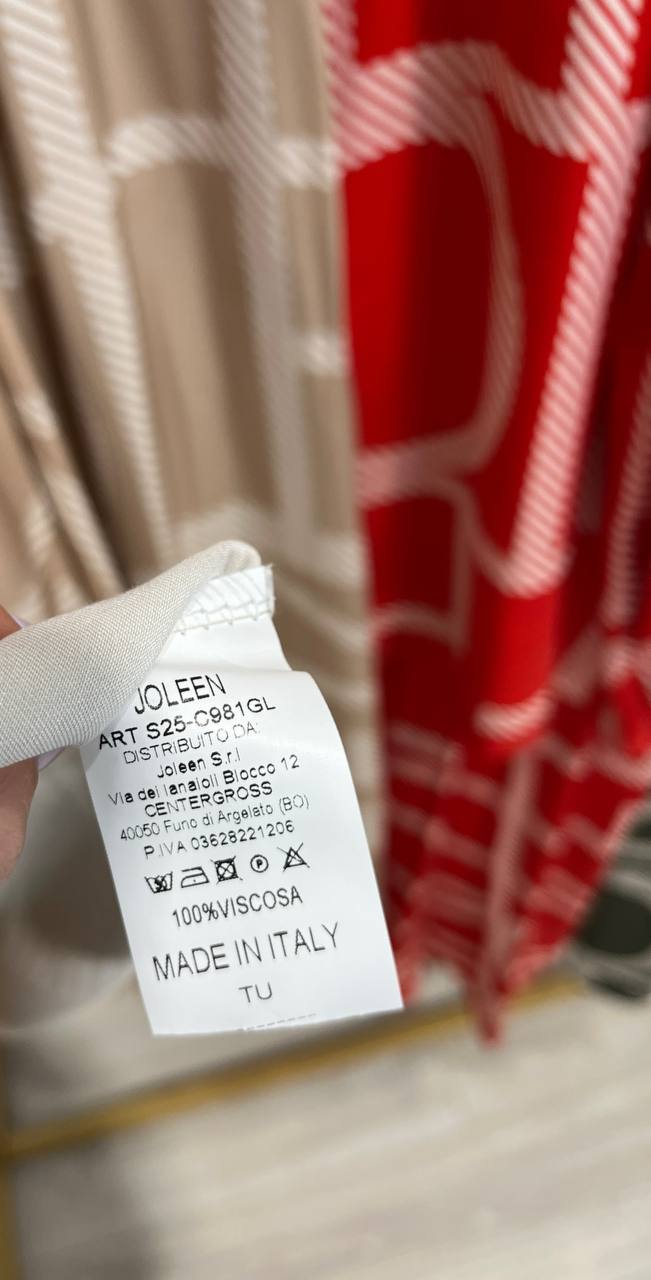 JOLEEN
ART S25-C981GL
DISTRIBUITO DA:
Joleen S.r.l
Via dei lanaioli Blocco 12
CENTERGROSS
40050 Funo di Argelato (BO)
P.IVA 03628221206
100%VISCOSA
MADE IN ITALY
TU